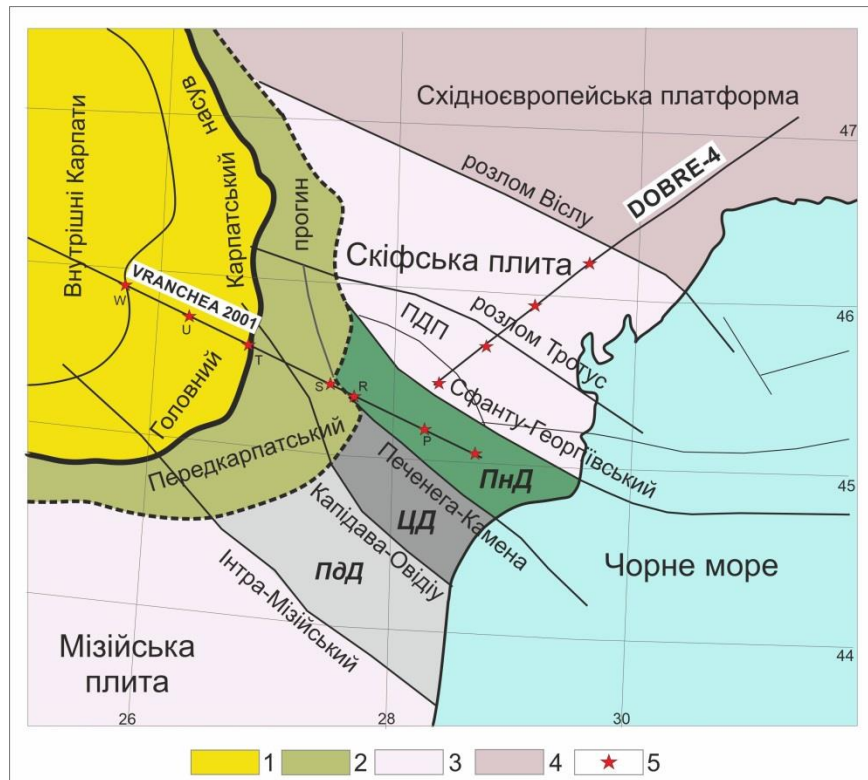 Східноєвропейська платформа
47
DOBRE-4
розлом Віслу
насув
Карпатський
Головний
Внутрішні Карпати
прогин
Передкарпатський
Скіфська плита
46
VRANCHEA 2001
W
U
T
S
R
P
ПДП
розлом Тротус
Сфанту-Георгіївський
45
ПнД
Печенега-Камена
ЦД
Капідава-Овідіу
ПдД
Інтра-Мізійський
Чорне море
Мізійська
плита
44
26
28
30
1
2
3
4
5